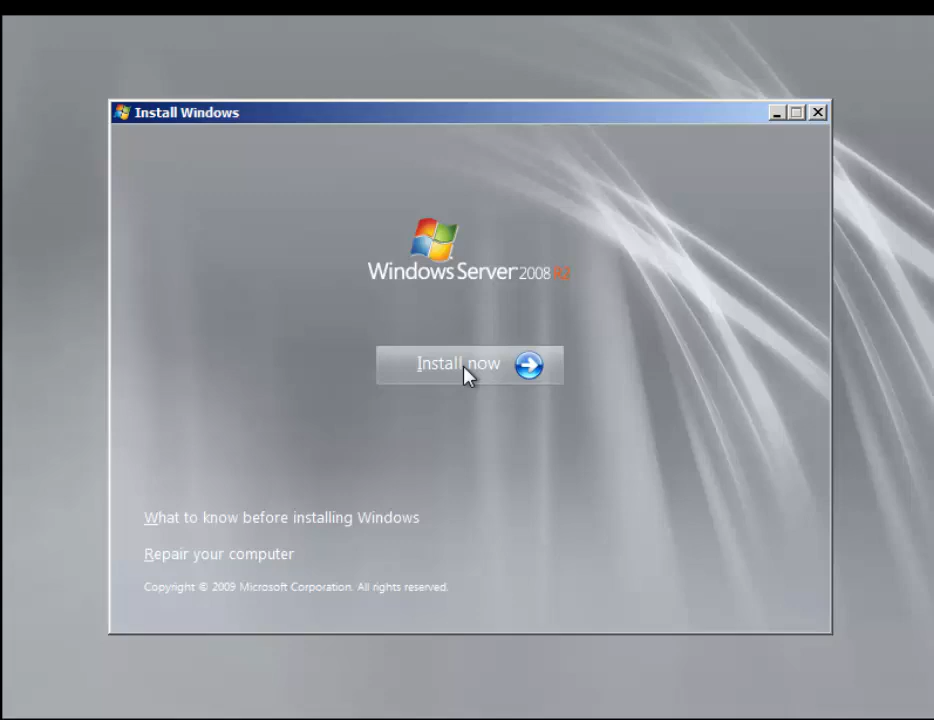 Install Windows
Windows Server 2008 R2
Install now
What to know before installing Windows
Repair your computer
Copyright © 2009 Microsoft Corporation. All rights reserved.